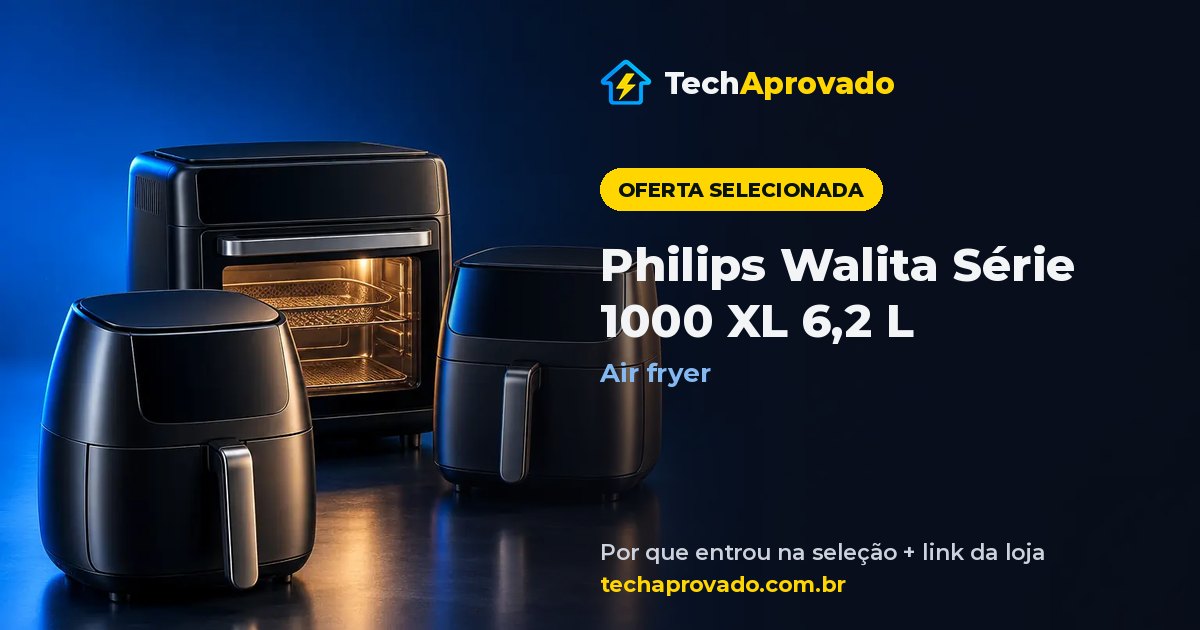 TechAprovado
OFERTA SELECIONADA
Philips Walita Série
1000 XL 6,2 L
Air fryer
Por que entrou na seleção + link da loja
techaprovado.com.br